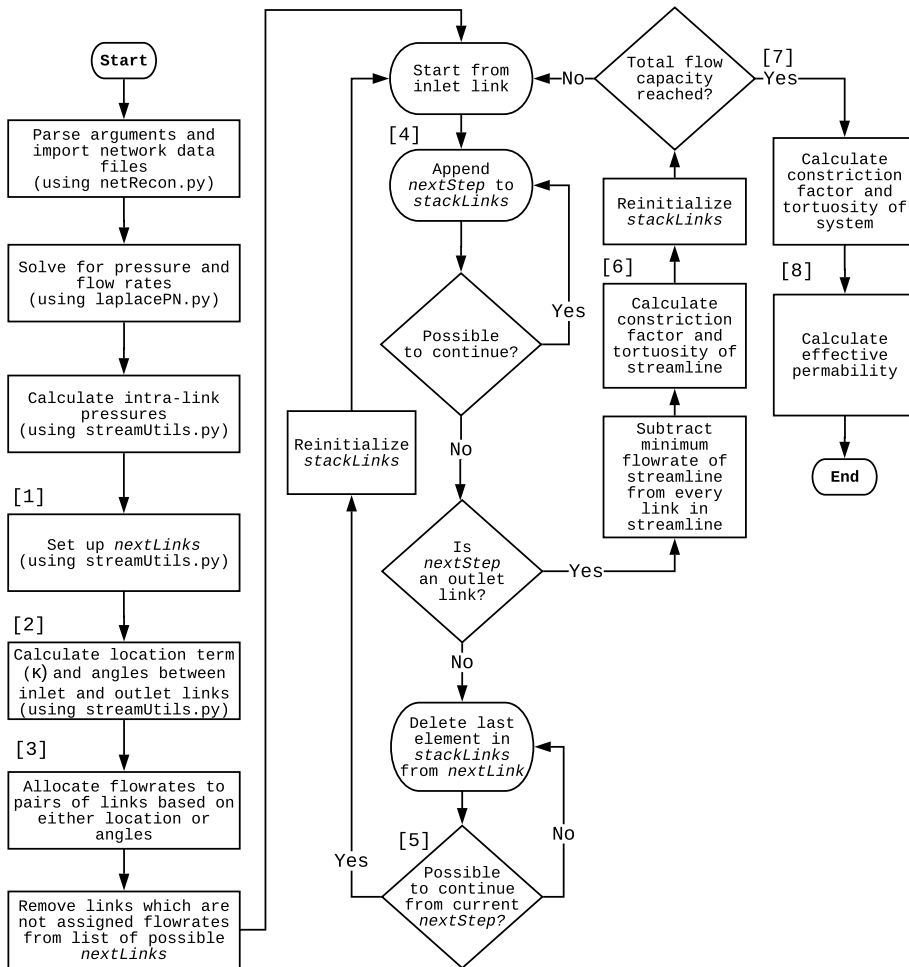 Start
Parse arguments and
import network data
files
(using netRecon.py)
Solve for pressure and
flow rates
(using laplacePN.py)
Calculate intra-link
pressures
(using streamUtils.py)
[1]
Set up nextLinks
(using streamUtils.py)
[2]
Calculate location term
(K) and angles between
inlet and outlet links
(using streamUtils.py)
[3]
Allocate flowrates to
pairs of links based on
either location or
angles
Remove links which are
not assigned flowrates
from list of possible
nextLinks
Start from
inlet link
[4]
Append
nextStep to
stackLinks
Possible
to continue?
Yes
No
Is
nextStep
an outlet
link?
Yes
No
Delete last
element in
stackLinks
from nextLink
[5]
Possible
to continue
from current
nextStep?
No
Yes
Reinitialize
stackLinks
Subtract
minimum
flowrate of
streamline
from every
link in
streamline
Calculate
constriction
factor and
tortuosity of
streamline
[6]
Reinitialize
stackLinks
Total flow
capacity
reached?
No
[7]
Yes
Calculate
constriction
factor and
tortuosity of
system
[8]
Calculate
effective
permability
End